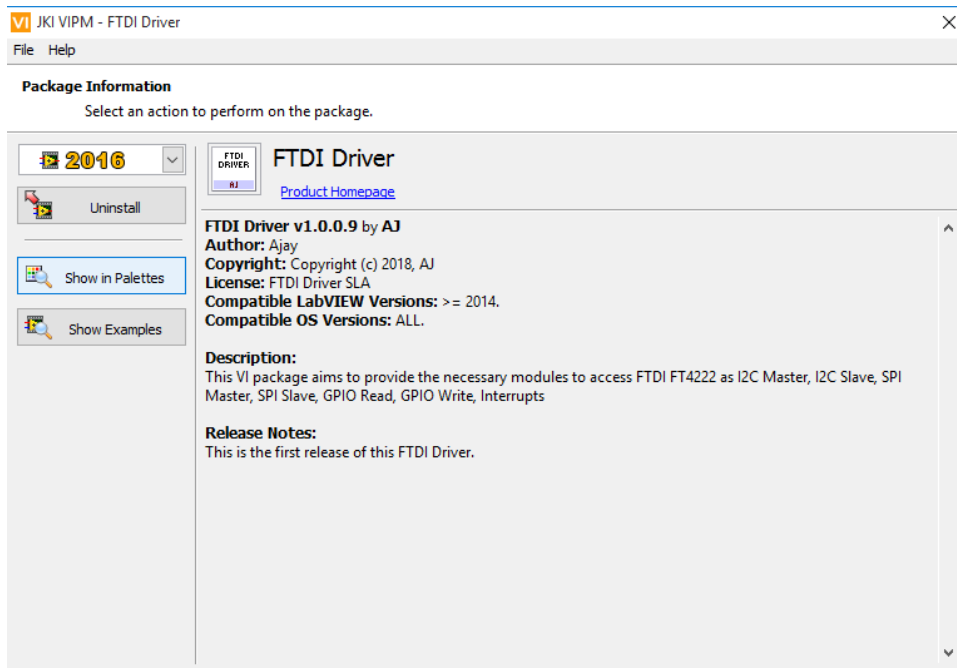 VI JKI VIPM - FTDI Driver
File Help
Package Information
Select an action to perform on the package.
2016
Uninstall
Show in Palettes
Show Examples
FTDI
DRIVER
AJ
FTDI Driver
Product Homepage
FTDI Driver v1.0.0.9 by AJ
Author: Ajay
Copyright: Copyright (c) 2018, AJ
License: FTDI Driver SLA
Compatible LabVIEW Versions: >= 2014.
Compatible OS Versions: ALL.
Description:
This VI package aims to provide the necessary modules to access FTDI FT4222 as I2C Master, I2C Slave, SPI
Master, SPI Slave, GPIO Read, GPIO Write, Interrupts
Release Notes:
This is the first release of this FTDI Driver.